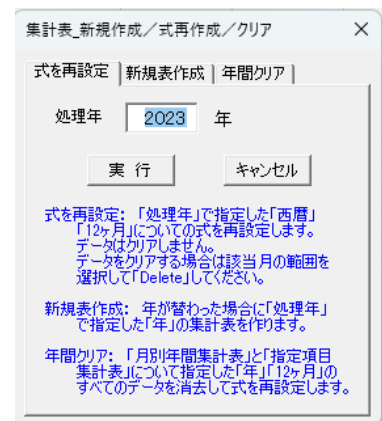 集計表_新規作成／式再作成／クリア
式を再設定 新規表作成 年間クリア
処理年 2023 年
実 行 キャンセル
式を再設定: 「処理年」で指定した「西暦」
「12ヶ月」についての式を再設定します。
データはクリアしません。
データをクリアする場合は該当月の範囲を
選択して「Delete」してください。
新規表作成: 年が替わった場合に「処理年」
で指定した「年」の集計表を作ります。
年間クリア: 「月別年間集計表」と「指定項目
集計表」について指定した「年」「12ヶ月」の
すべてのデータを消去して式を再設定します。